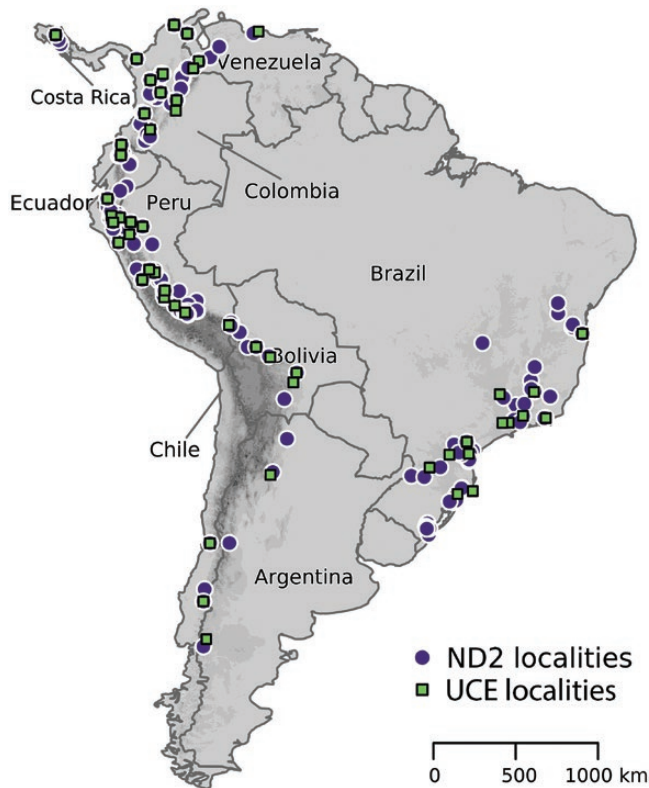 Venezuela
Costa Rica
Colombia
Ecuador
Peru
Brazil
Bolivia
Chile
Argentina
ND2 localities
UCE localities
0 500 1000 km